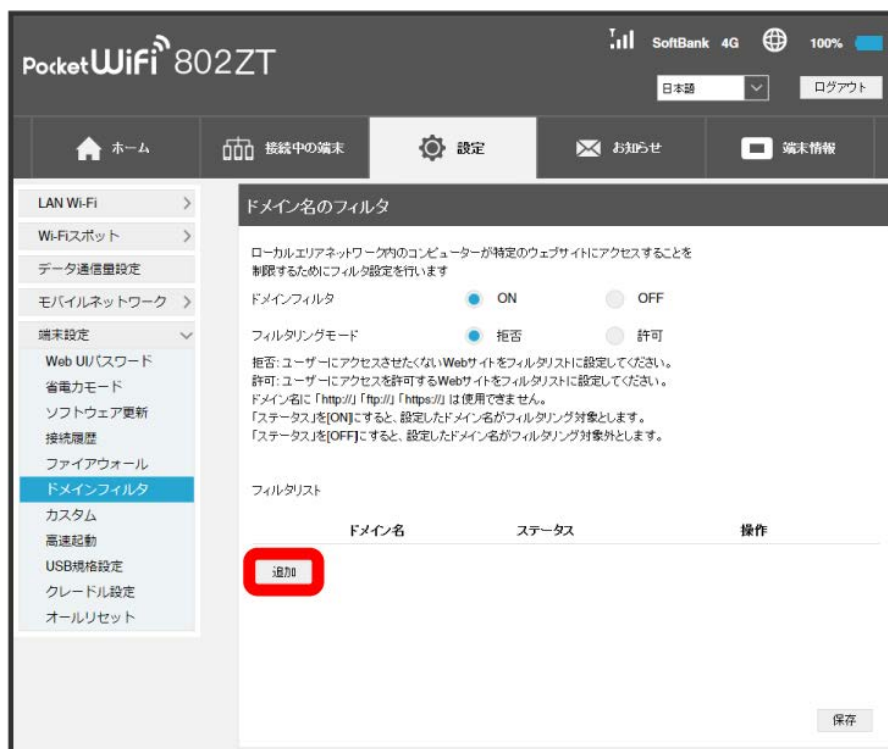 Pocket WiFi 802ZT
SoftBank 4G 100%
日本語 ログアウト
ホーム 接続中の端末 設定 お知らせ 端末情報
LAN Wi-Fi
Wi-Fiスポット
データ通信量設定
モバイルネットワーク
端末設定
Web UIパスワード
省電力モード
ソフトウェア更新
接続履歴
ファイアウォール
ドメインフィルタ
カスタム
高速起動
USB規格設定
クレードル設定
オールリセット
ドメイン名のフィルタ
ローカルエリアネットワーク内のコンピューターが特定のウェブサイトにアクセスすることを
制限するためにフィルタ設定を行います
ドメインフィルタ ON OFF
フィルタリングモード 拒否 許可
拒否: ユーザーにアクセスさせたくないWebサイトをフィルタリストに設定してください。
許可: ユーザーにアクセスを許可するWebサイトをフィルタリストに設定してください。
ドメイン名に「http://」「ftp://」「https://」は使用できません。
「ステータス」を[ON]にすると、設定したドメイン名がフィルタリング対象とします。
「ステータス」を[OFF]にすると、設定したドメイン名がフィルタリング対象外とします。
フィルタリスト
ドメイン名 ステータス 操作
追加
保存